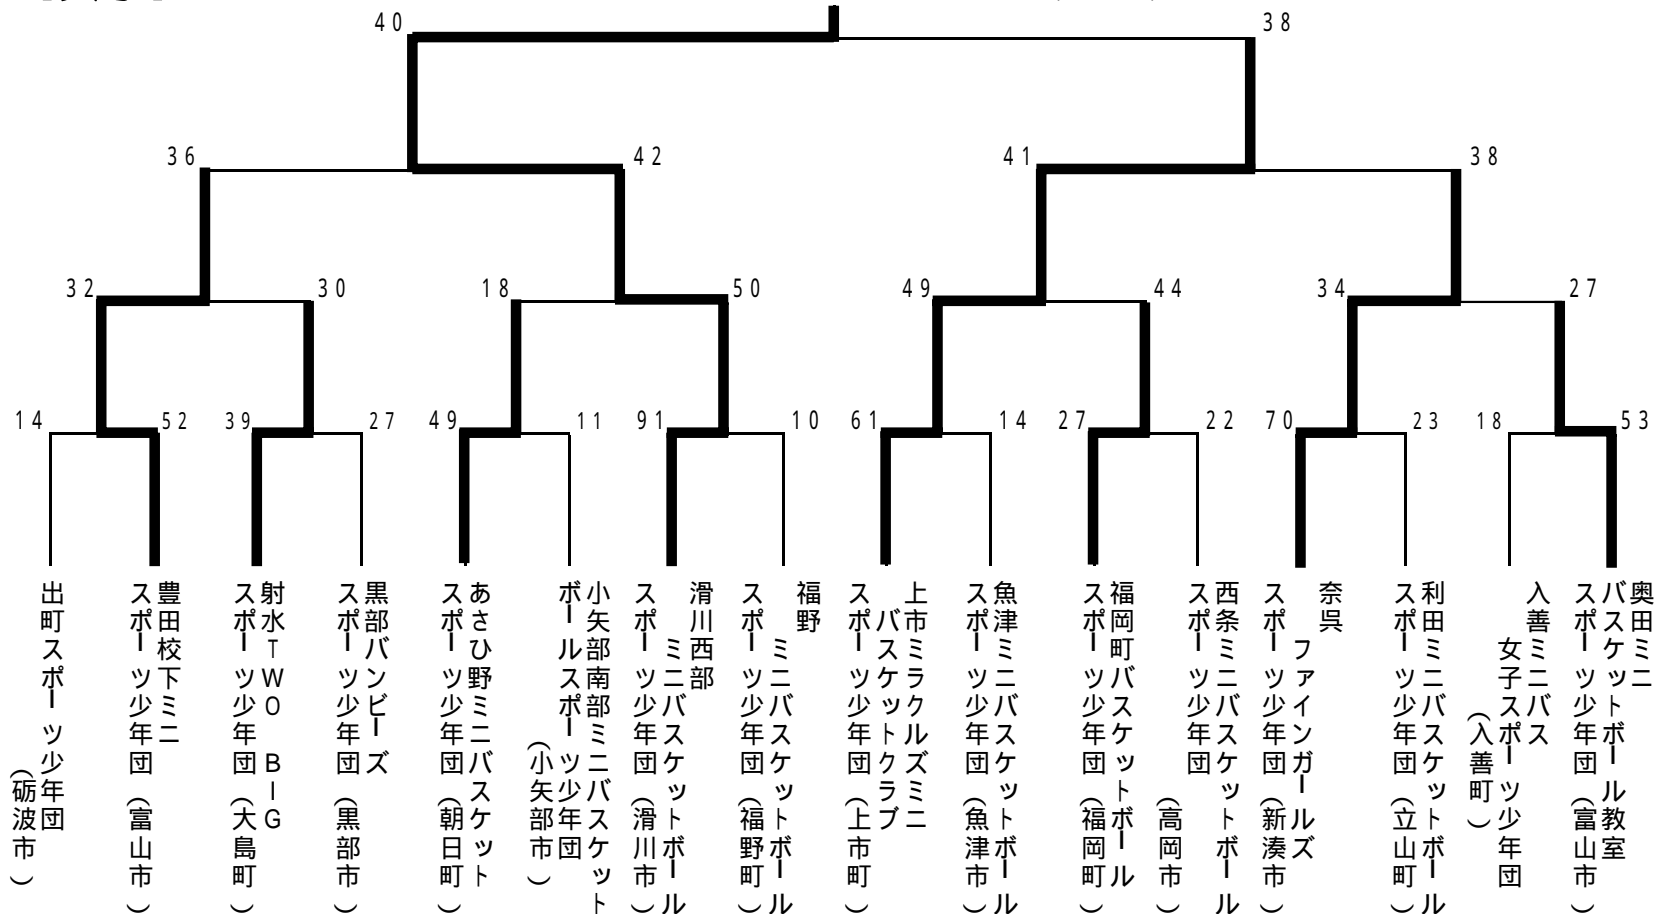 40 38
36 42 41 38
32 30 18 50 49 44 34 27
14 52 39 27 49 11 91 10 61 14 27 22 70 23 18 53
出町スポーツ少年団
（砺波市）
豊田校下ミニ
スポーツ少年団（富山市）
射水TWO BIG
スポーツ少年団（大島町）
黒部バンビーズ
スポーツ少年団（黒部市）
あさひ野ミニバスケット
スポーツ少年団（朝日町）
小矢部南部ミニバスケット
ボールスポーツ少年団
（小矢部市）
滑川西部
ミニバスケットボール
スポーツ少年団（滑川市）
福野
ミニバスケットボール
スポーツ少年団（福野町）
上市ミラクルズミニ
バスケットクラブ
スポーツ少年団（上市町）
魚津ミニバスケットボール
スポーツ少年団（魚津市）
福岡町バスケットボール
スポーツ少年団（福岡町）
西条ミニバスケットボール
スポーツ少年団
（高岡市）
奈呉
ファインガールズ
スポーツ少年団（新湊市）
利田ミニバスケットボール
スポーツ少年団（立山町）
入善ミニバス
女子スポーツ少年団
（入善町）
奥田ミニ
バスケットボール教室
スポーツ少年団（富山市）